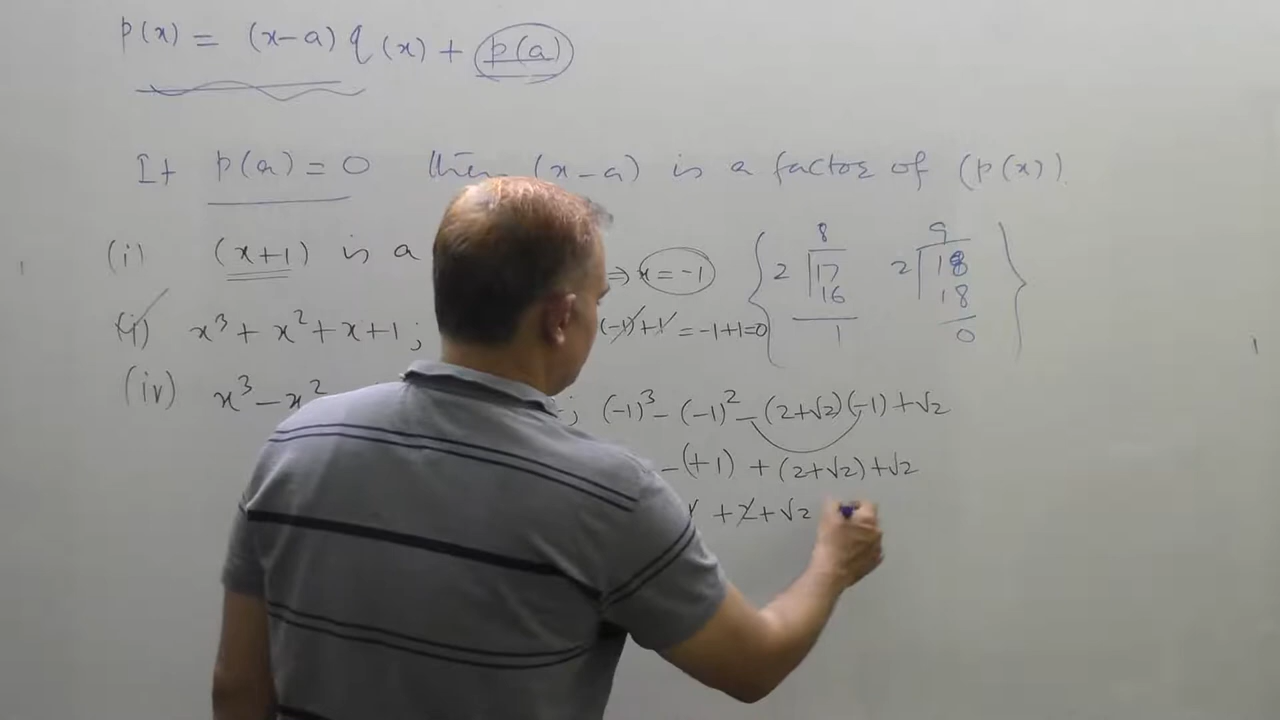 p(x) = (x-a) q(x) + p(a)
If p(a) = 0 then (x-a) is a factor of (p(x)).
(i) (x+1) is a ⇒ x = -1
x³ + x² + x + 1 ; (-1) + 1 = -1+1=0
(iv) x³ - x² ; (-1)³ - (-1)² - (2+√2)(-1) + √2
- (+1) + (2+√2) + √2
+ 2 + √2
8
2 17
16
1
9
2 18
18
0